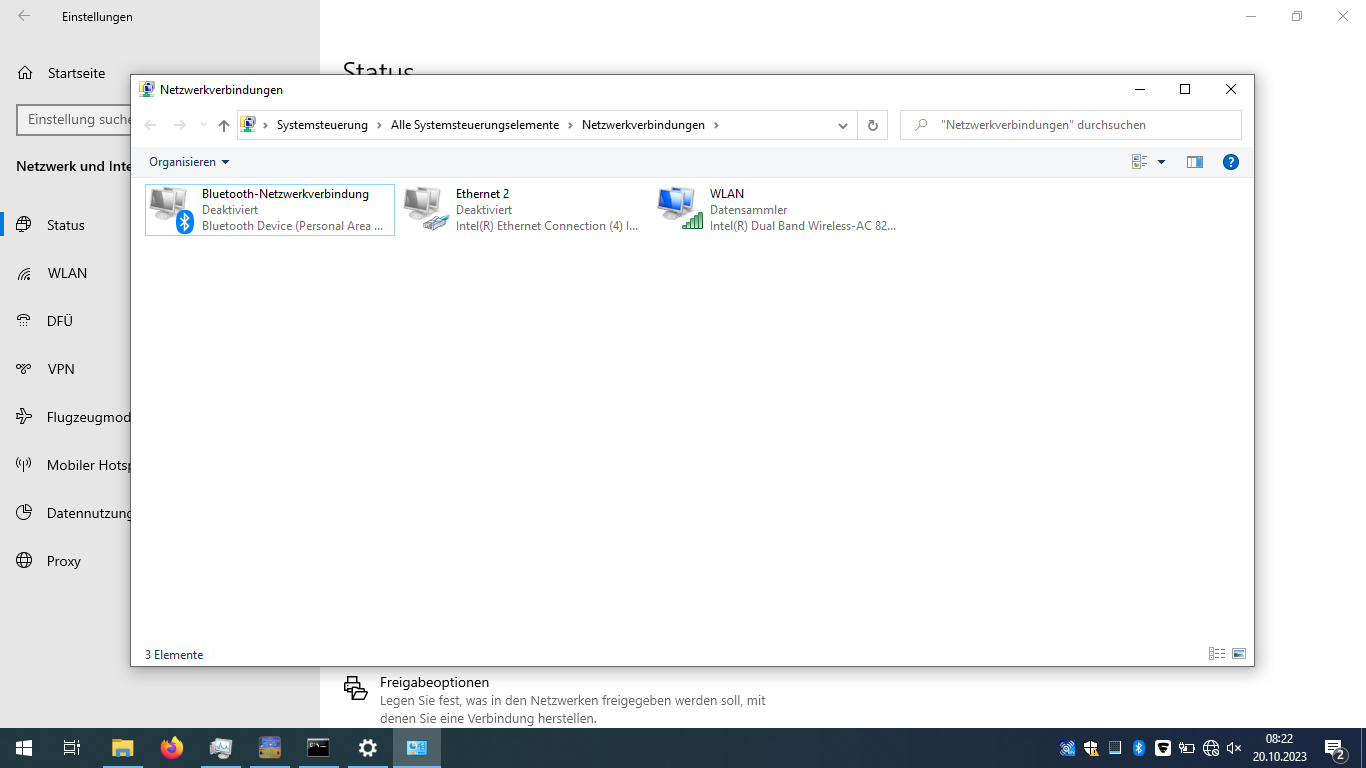 Einstellungen
Startseite
Einstellung suche
Netzwerk und Inte
Status
WLAN
DFÜ
VPN
Flugzeugmod
Mobiler Hotsp
Datennutzung
Proxy
Status
Netzwerkverbindungen
Systemsteuerung
Alle Systemsteuerungselemente
Netzwerkverbindungen
"Netzwerkverbindungen" durchsuchen
Organisieren
Bluetooth-Netzwerkverbindung
Deaktiviert
Bluetooth Device (Personal Area ...
Ethernet 2
Deaktiviert
Intel(R) Ethernet Connection (4) I...
WLAN
Datensammler
Intel(R) Dual Band Wireless-AC 82...
3 Elemente
Freigabeoptionen
Legen Sie fest, was in den Netzwerken freigegeben werden soll, mit
denen Sie eine Verbindung herstellen.
08:22
20.10.2023
2